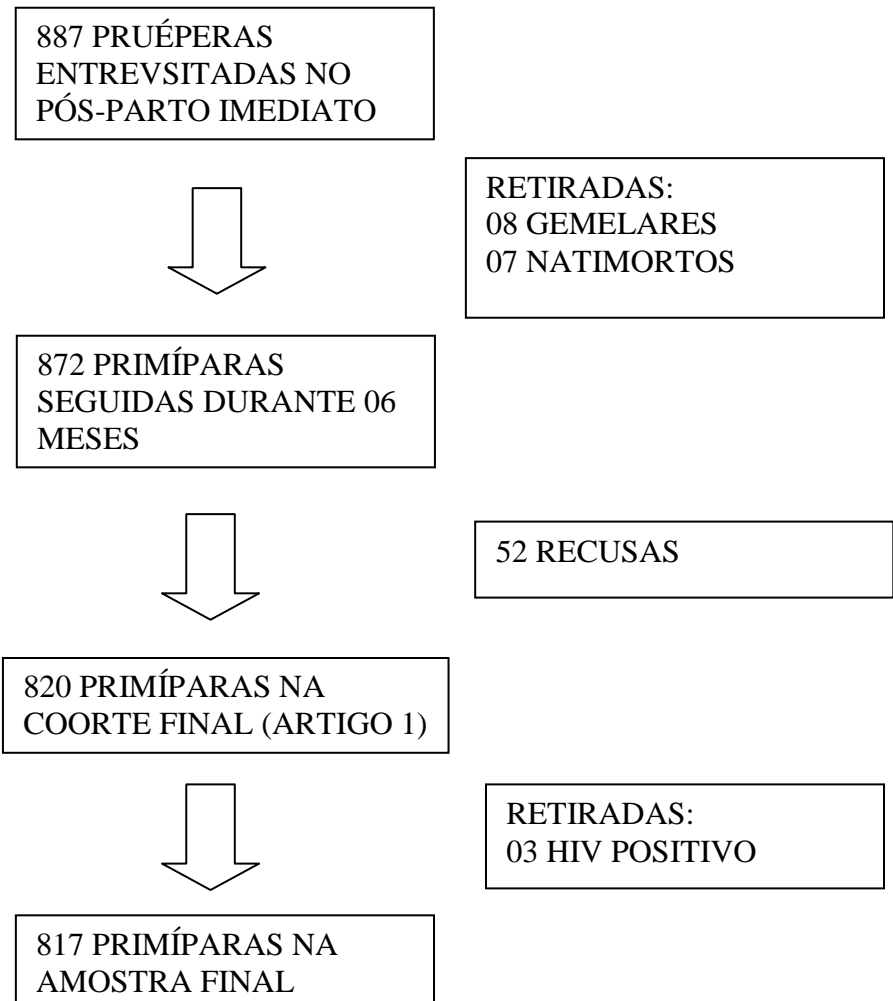 887 PRUÉPERAS
ENTREVSITADAS NO
PÓS-PARTO IMEDIATO
RETIRADAS:
08 GEMELARES
07 NATIMORTOS
872 PRIMÍPARAS
SEGUIDAS DURANTE 06
MESES
52 RECUSAS
820 PRIMÍPARAS NA
COORTE FINAL (ARTIGO 1)
RETIRADAS:
03 HIV POSITIVO
817 PRIMÍPARAS NA
AMOSTRA FINAL